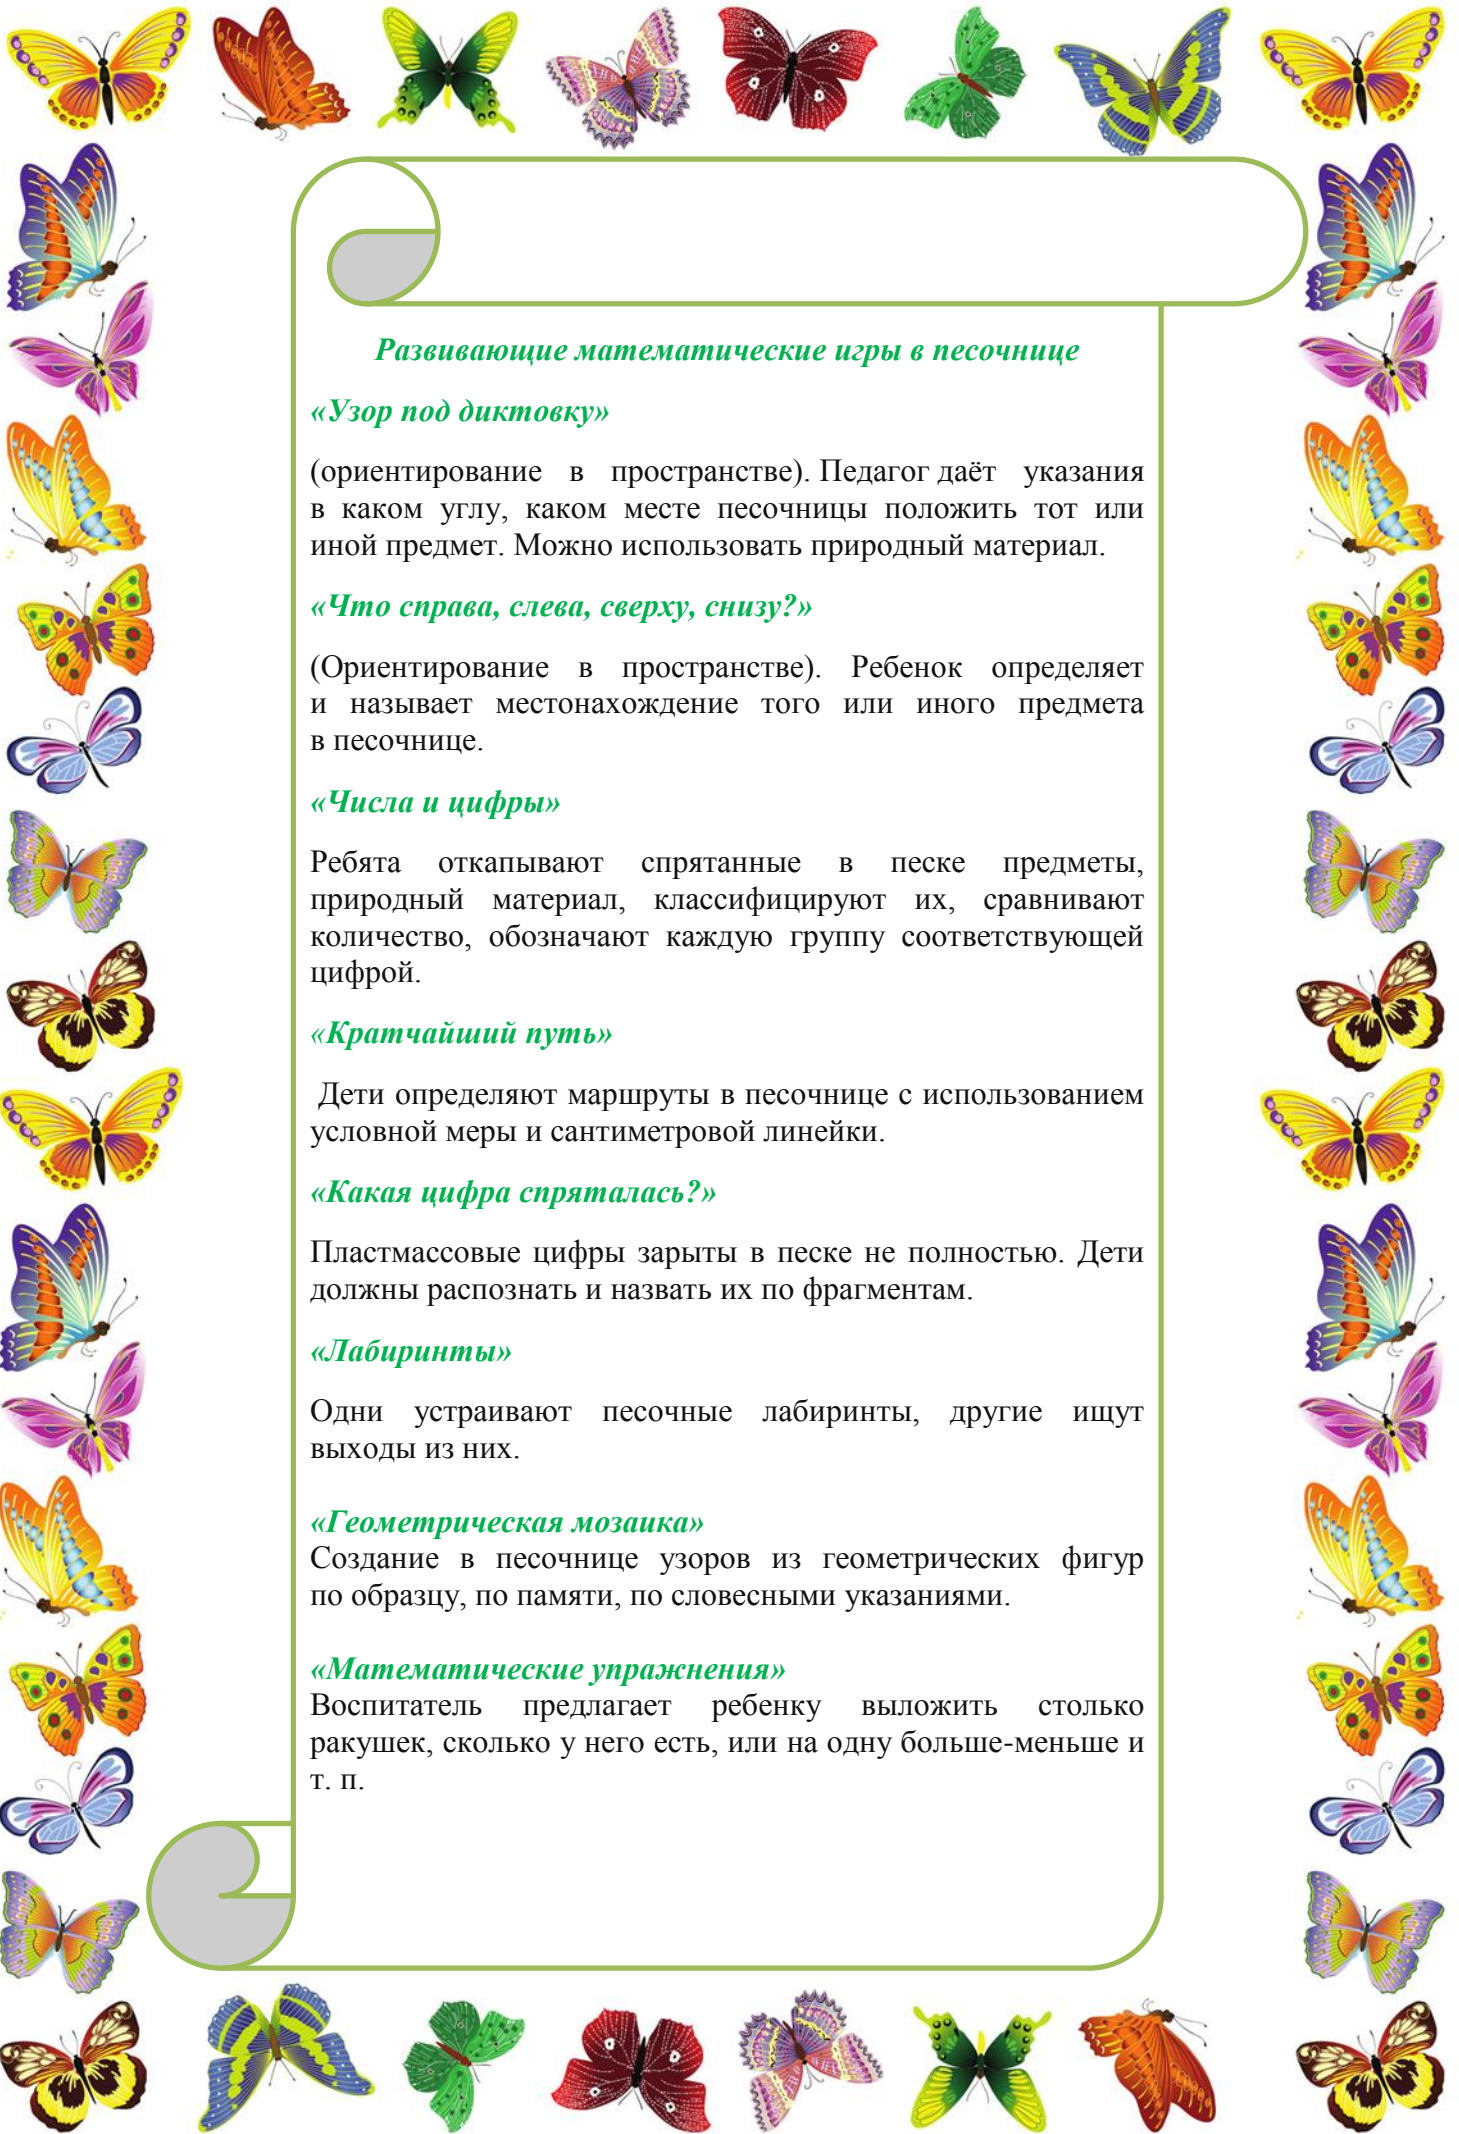 Развивающие математические игры в песочнице
«Узор под диктовку»
(ориентирование в пространстве). Педагог даёт указания
в каком углу, каком месте песочницы положить тот или
иной предмет. Можно использовать природный материал.
«Что справа, слева, сверху, снизу?»
(Ориентирование в пространстве). Ребенок определяет
и называет местонахождение того или иного предмета
в песочнице.
«Числа и цифры»
Ребята откапывают спрятанные в песке предметы,
природный материал, классифицируют их, сравнивают
количество, обозначают каждую группу соответствующей
цифрой.
«Кратчайший путь»
Дети определяют маршруты в песочнице с использованием
условной меры и сантиметровой линейки.
«Какая цифра спряталась?»
Пластмассовые цифры зарыты в песке не полностью. Дети
должны распознать и назвать их по фрагментам.
«Лабиринты»
Одни устраивают песочные лабиринты, другие ищут
выходы из них.
«Геометрическая мозаика»
Создание в песочнице узоров из геометрических фигур
по образцу, по памяти, по словесными указаниями.
«Математические упражнения»
Воспитатель предлагает ребенку выложить столько
ракушек, сколько у него есть, или на одну больше-меньше и
т. п.